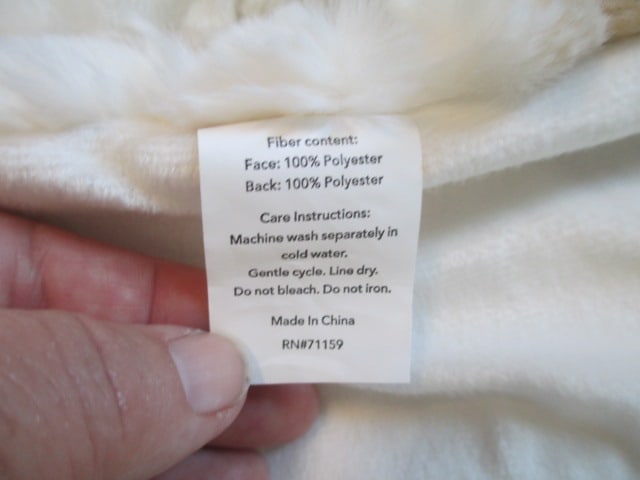 Fiber content:
Face: 100% Polyester
Back: 100% Polyester
Care Instructions:
Machine wash separately in
cold water.
Gentle cycle. Line dry.
Do not bleach. Do not iron.
Made In China
RN#71159